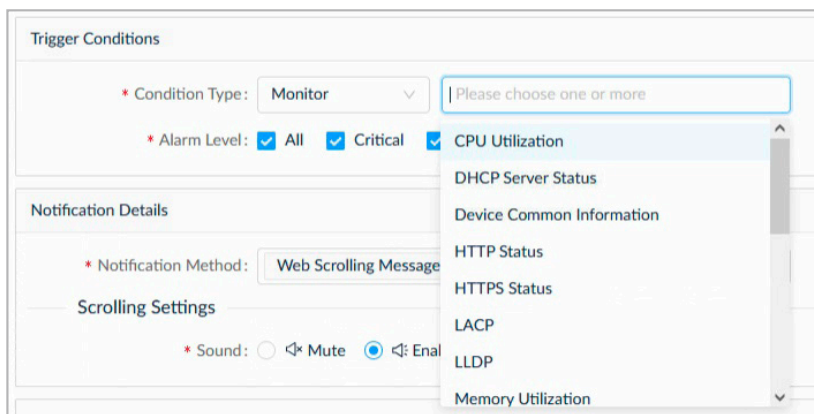 Trigger Conditions
* Condition Type: Monitor Please choose one or more
* Alarm Level: All Critical
CPU Utilization
DHCP Server Status
Device Common Information
HTTP Status
HTTPS Status
LACP
LLDP
Memory Utilization
Notification Details
* Notification Method: Web Scrolling Message
Scrolling Settings
* Sound: Mute